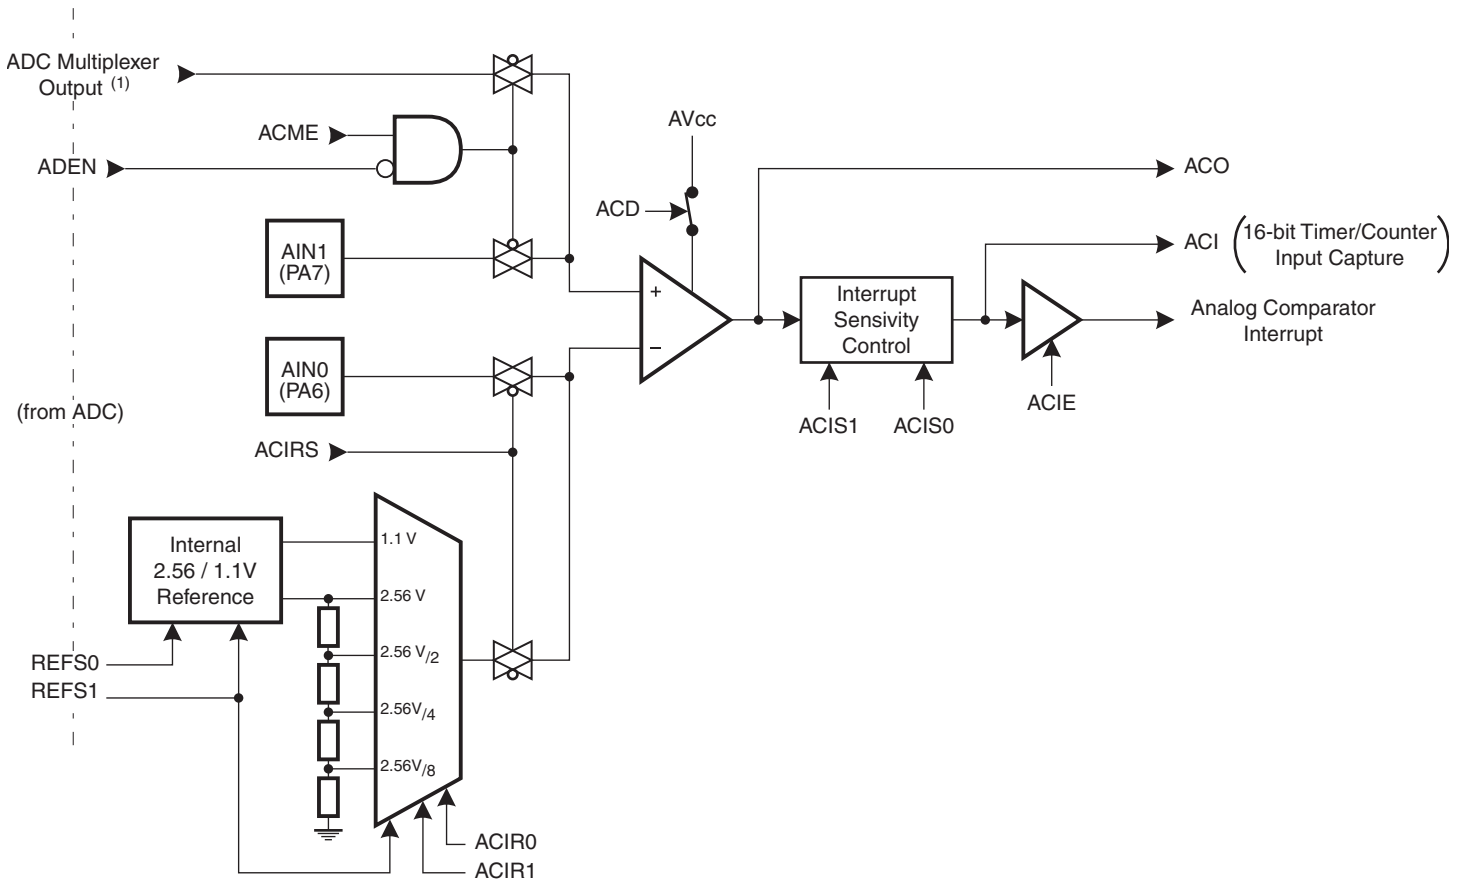 ADC Multiplexer
Output (1)
ACME
ADEN
AIN1
(PA7)
AIN0
(PA6)
(from ADC)
ACIRS
Internal
2.56 / 1.1V
Reference
REFS0
REFS1
1.1 V
2.56 V
2.56 V/2
2.56V/4
2.56V/8
ACIR0
ACIR1
AVcc
ACD
+
−
Interrupt
Sensivity
Control
ACIS1
ACIS0
ACIE
ACO
ACI (16-bit Timer/Counter
Input Capture)
Analog Comparator
Interrupt